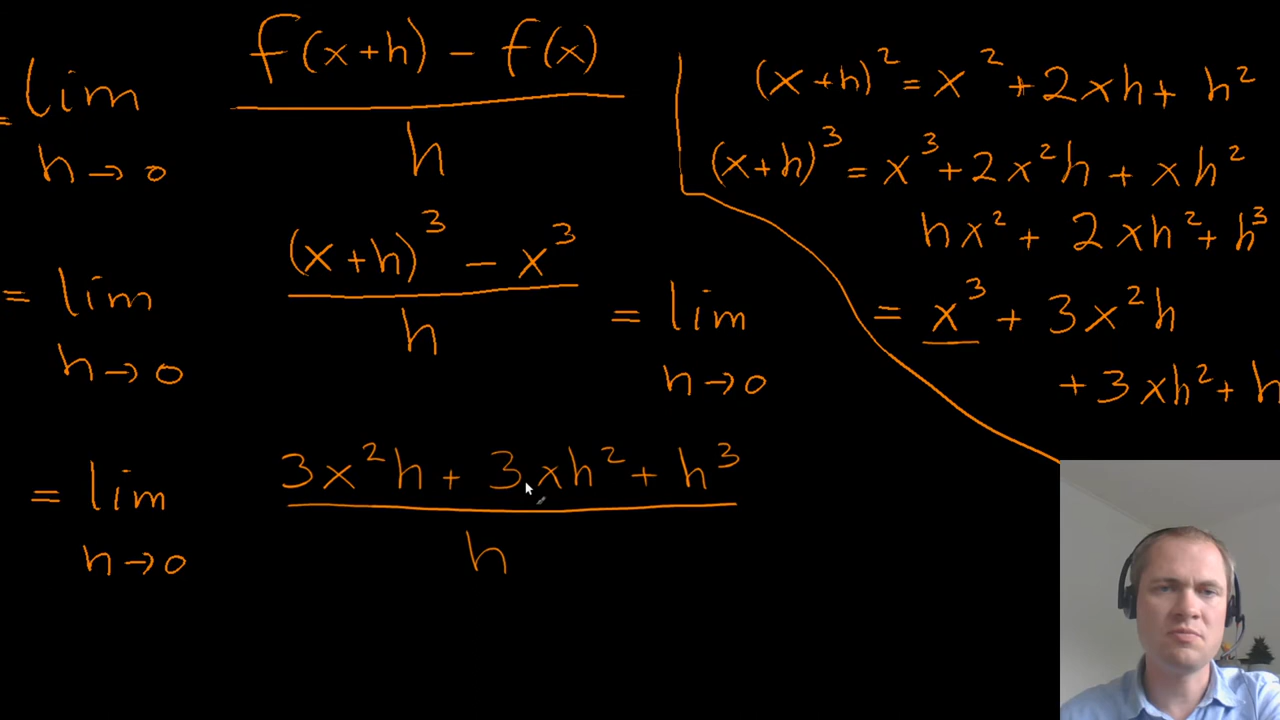 = lim h→0 f(x+h) − f(x) / h
= lim h→0 (x+h)³ − x³ / h = lim h→0
= lim h→0 3x²h + 3xh² + h³ / h
(x+h)² = x² + 2xh + h²
(x+h)³ = x³ + 2x²h + xh²
hx² + 2xh² + h³
= x³ + 3x²h
+ 3xh² + h